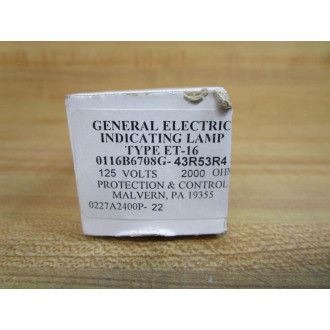 GENERAL ELECTRIC
INDICATING LAMP
TYPE ET-16
0116B6708G- 43R53R4
125 VOLTS 2000 OHM
PROTECTION & CONTROL
MALVERN, PA 19355
0227A2400P- 22